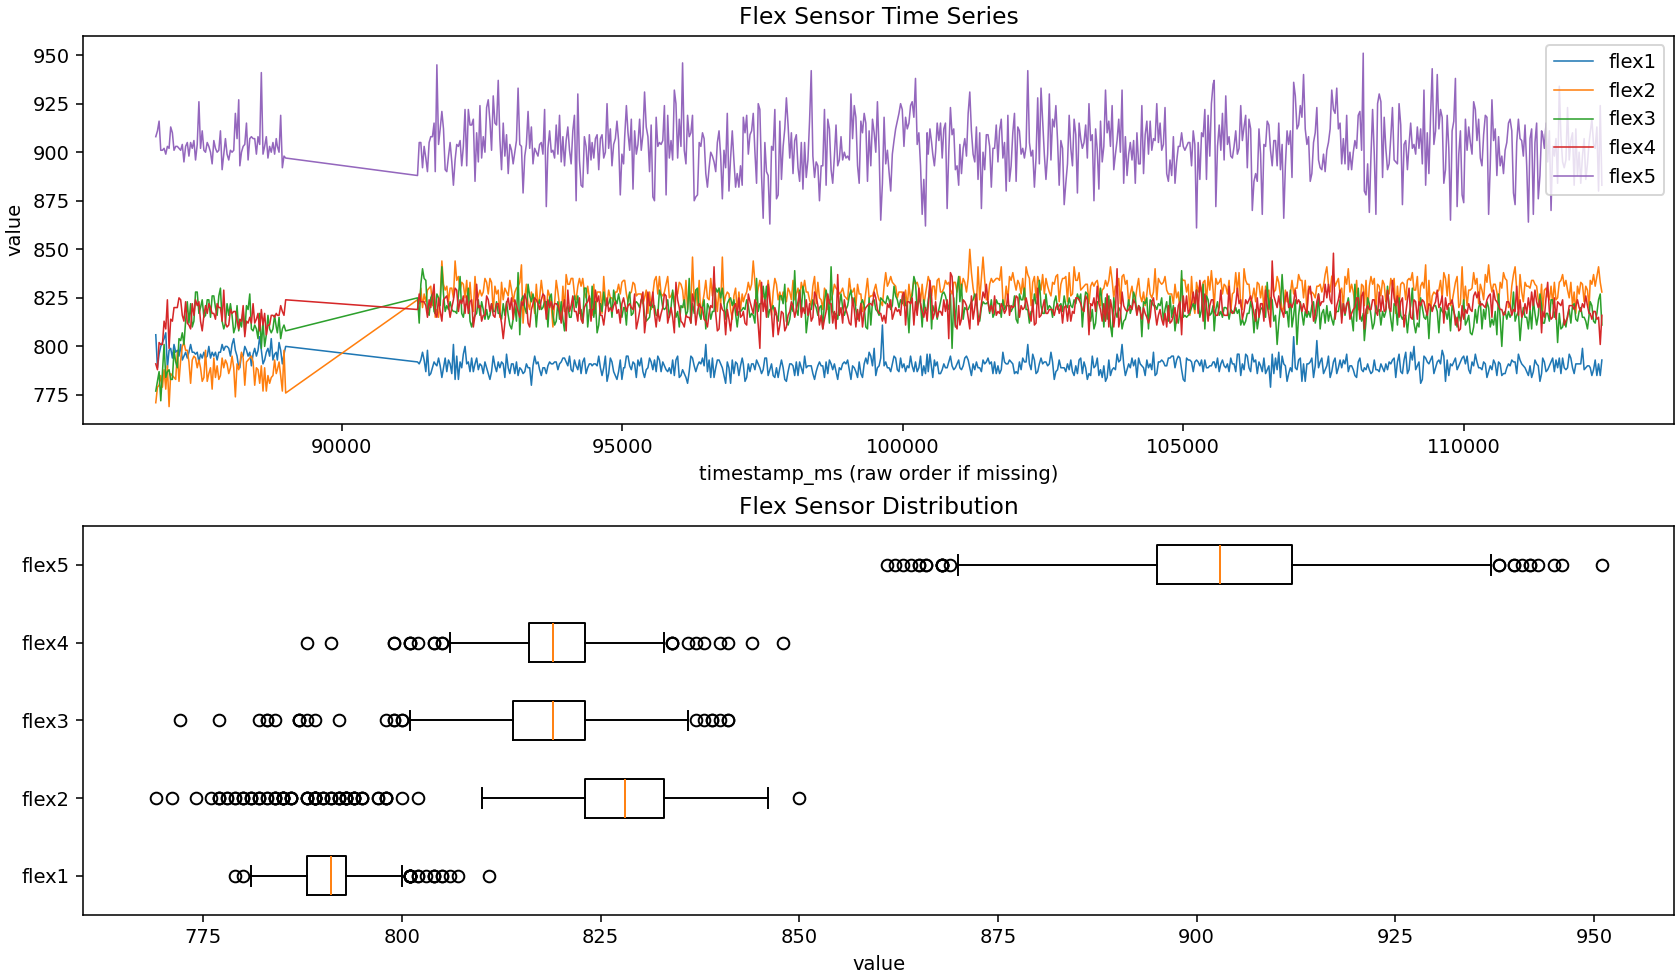 Flex Sensor Time Series
950
925
900
875
850
825
800
775
value
flex1
flex2
flex3
flex4
flex5
90000 95000 100000 105000 110000
timestamp_ms (raw order if missing)
Flex Sensor Distribution
flex5
flex4
flex3
flex2
flex1
775 800 825 850 875 900 925 950
value